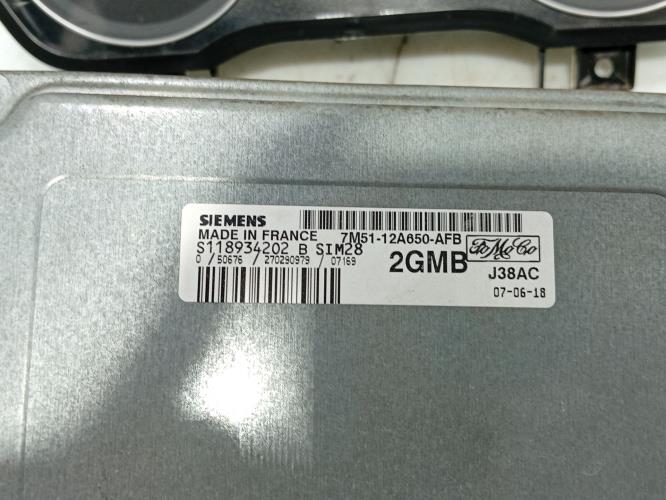 SIEMENS
MADE IN FRANCE 7M51-12A650-AFB
S118934202 B SIM28
0 / 50676 / 270290979 / 07169
2GMB
FoMoCo
J38AC
07-06-18